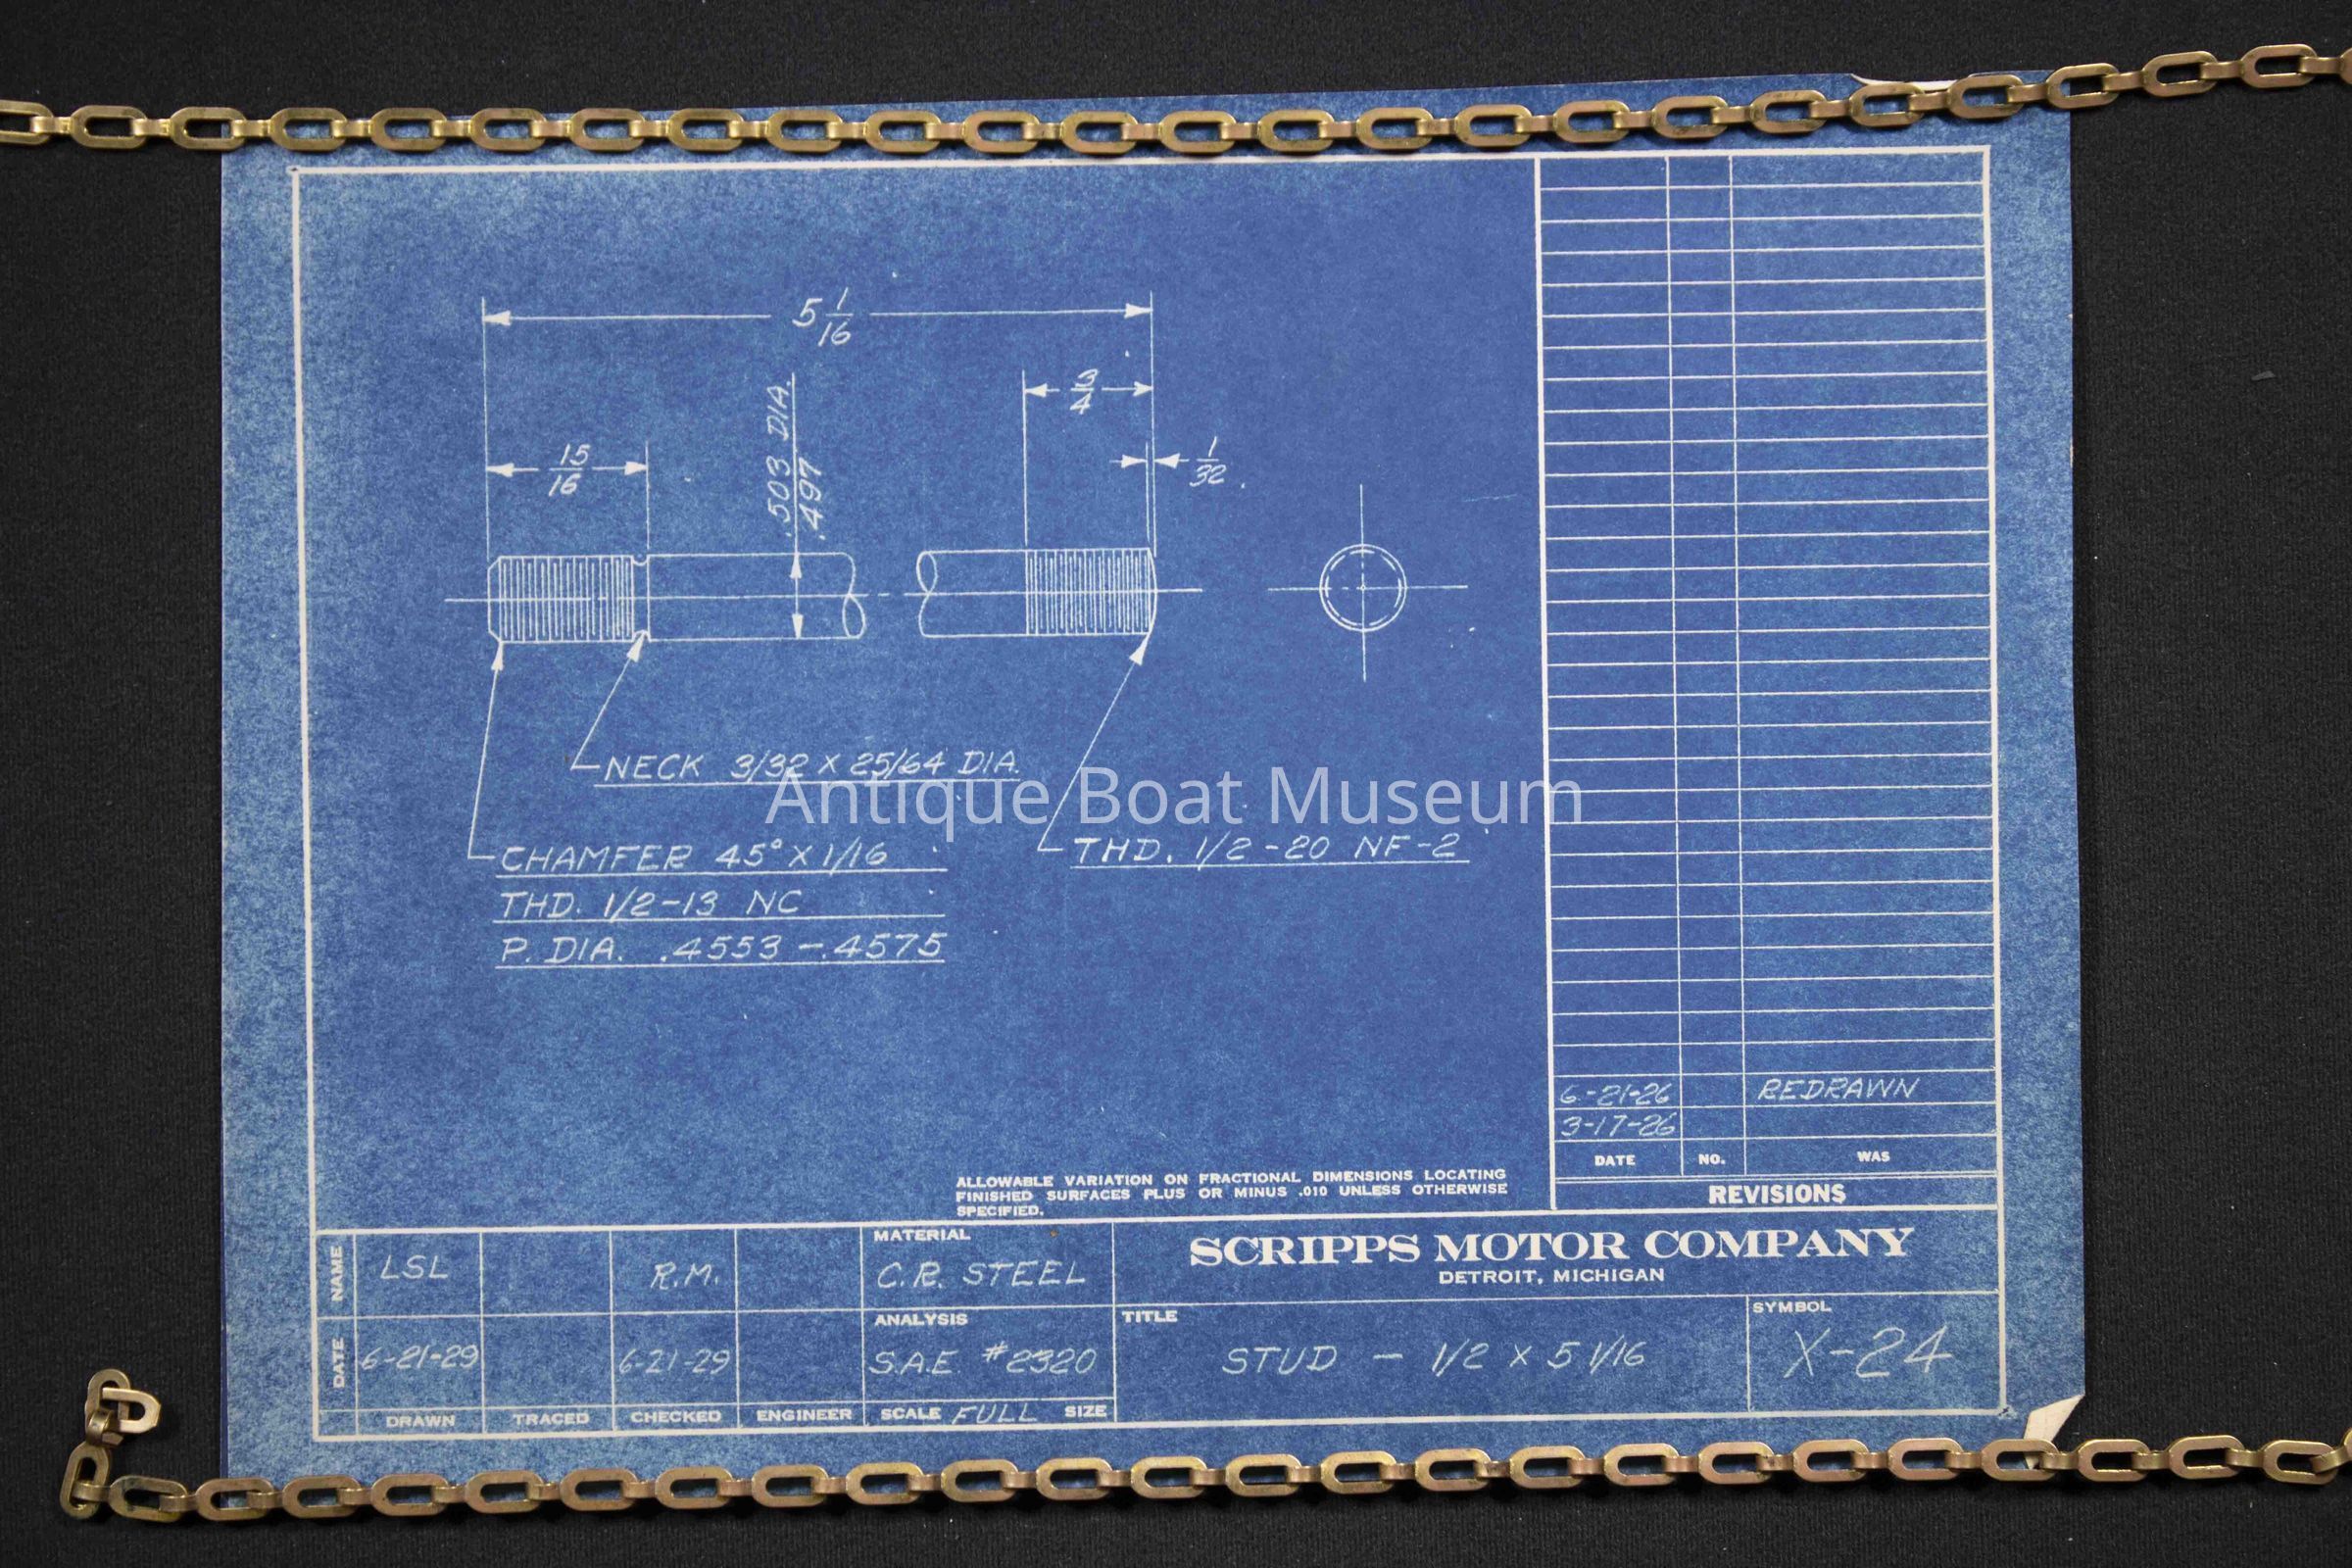 5 1/16
3/4
15/16
1/32
.503 DIA.
.497
NECK 3/32 X 25/64 DIA.
Antique Boat Museum
CHAMFER 45° X 1/16
THD. 1/2-13 NC
P. DIA. .4553 - .4575
THD. 1/2-20 NF-2
6-21-26 REDRAWN
3-17-26
DATE NO. WAS
REVISIONS
ALLOWABLE VARIATION ON FRACTIONAL DIMENSIONS LOCATING
FINISHED SURFACES PLUS OR MINUS .010 UNLESS OTHERWISE
SPECIFIED.
NAME LSL R.M.
DATE 6-21-29 6-21-29
DRAWN TRACED CHECKED ENGINEER
MATERIAL
C.R. STEEL
ANALYSIS
S.A.E. #2320
SCALE FULL SIZE
SCRIPPS MOTOR COMPANY
DETROIT, MICHIGAN
TITLE
STUD - 1/2 X 5 1/16
SYMBOL
X-24